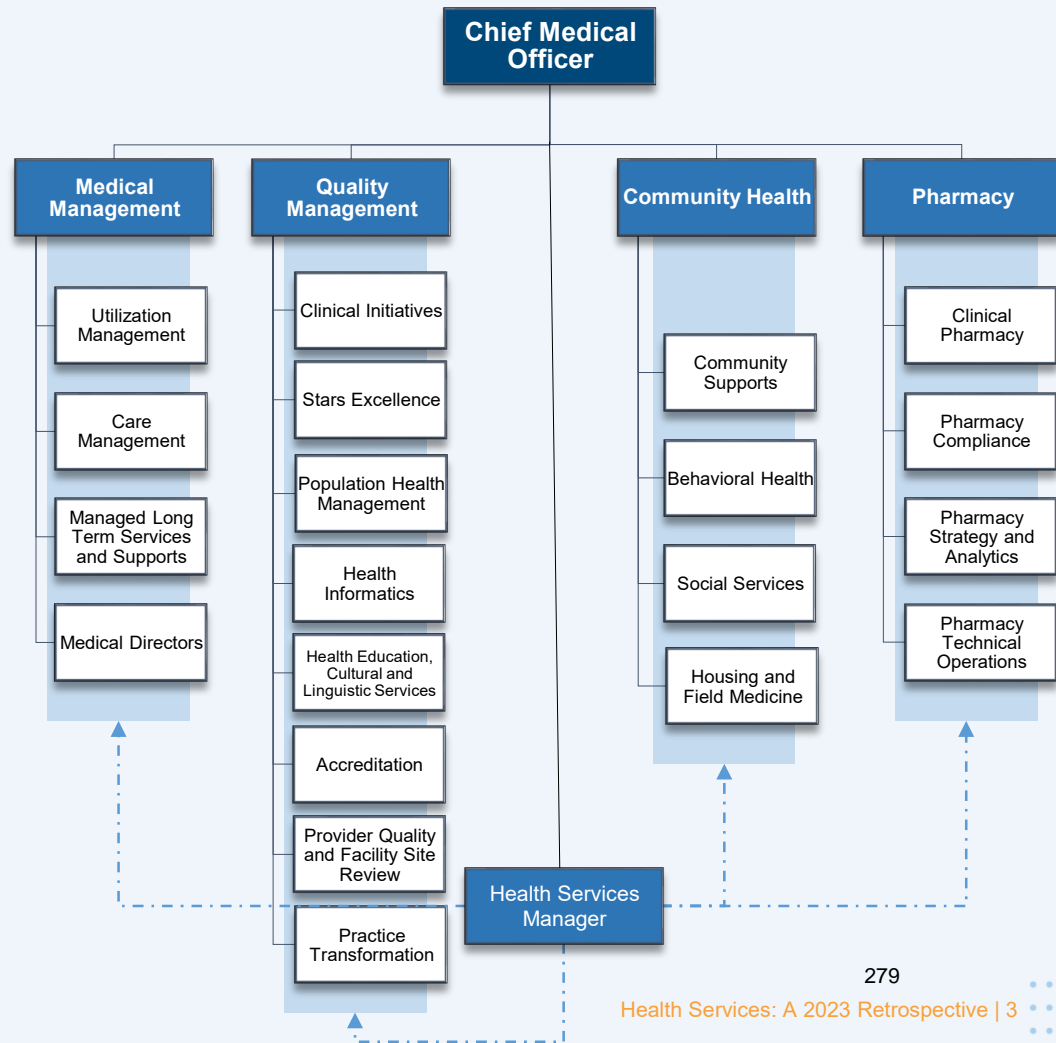 Chief Medical
Officer
Medical
Management
Utilization
Management
Care
Management
Managed Long
Term Services
and Supports
Medical Directors
Quality
Management
Clinical Initiatives
Stars Excellence
Population Health
Management
Health
Informatics
Health Education,
Cultural and
Linguistic Services
Accreditation
Provider Quality
and Facility Site
Review
Practice
Transformation
Community Health
Community
Supports
Behavioral Health
Social Services
Housing and
Field Medicine
Pharmacy
Clinical
Pharmacy
Pharmacy
Compliance
Pharmacy
Strategy and
Analytics
Pharmacy
Technical
Operations
Health Services
Manager
279
Health Services: A 2023 Retrospective | 3